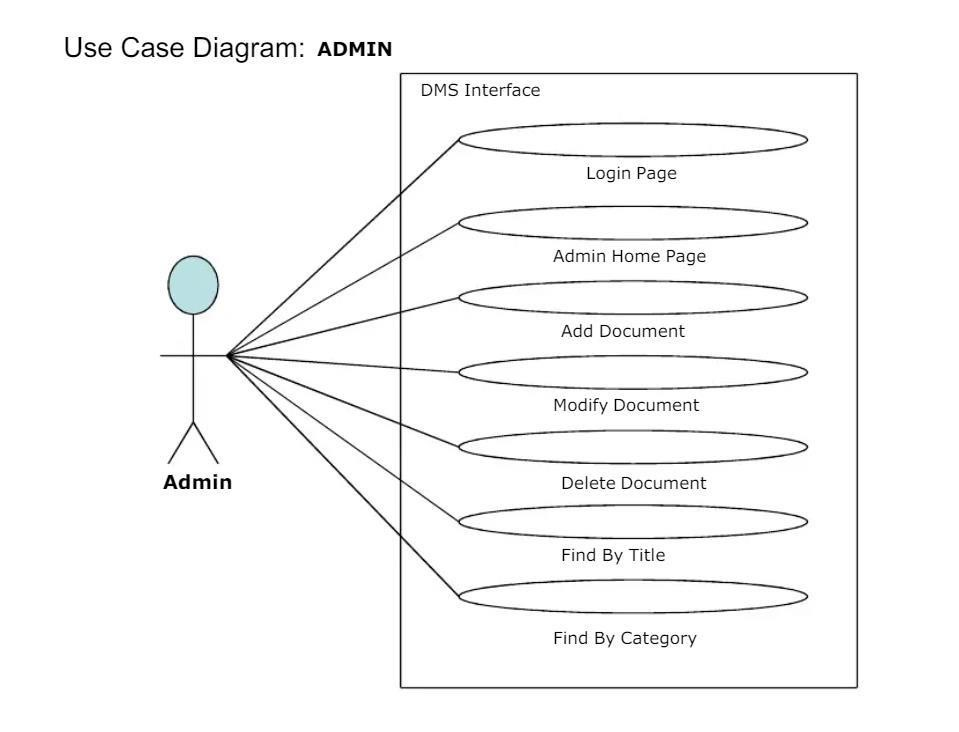 Use Case Diagram: ADMIN
DMS Interface
Login Page
Admin Home Page
Add Document
Modify Document
Admin
Delete Document
Find By Title
Find By Category